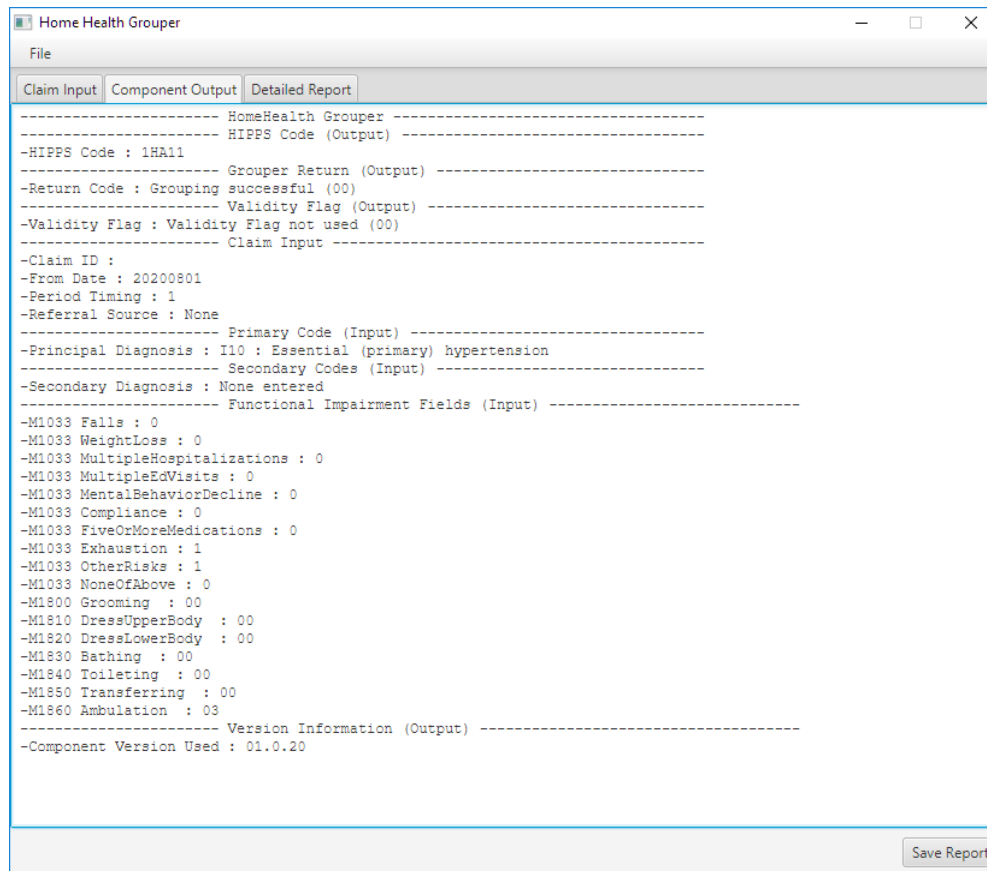 Home Health Grouper
File
Claim Input Component Output Detailed Report
----------------------- HomeHealth Grouper ------------------------------------
----------------------- HIPPS Code (Output) -----------------------------------
-HIPPS Code : 1HA11
----------------------- Grouper Return (Output) -------------------------------
-Return Code : Grouping successful (00)
----------------------- Validity Flag (Output) --------------------------------
-Validity Flag : Validity Flag not used (00)
----------------------- Claim Input -------------------------------------------
-Claim ID :
-From Date : 20200801
-Period Timing : 1
-Referral Source : None
----------------------- Primary Code (Input) ----------------------------------
-Principal Diagnosis : I10 : Essential (primary) hypertension
----------------------- Secondary Codes (Input) -------------------------------
-Secondary Diagnosis : None entered
----------------------- Functional Impairment Fields (Input) -----------------------------
-M1033 Falls : 0
-M1033 WeightLoss : 0
-M1033 MultipleHospitalizations : 0
-M1033 MultipleEdVisits : 0
-M1033 MentalBehaviorDecline : 0
-M1033 Compliance : 0
-M1033 FiveOrMoreMedications : 0
-M1033 Exhaustion : 1
-M1033 OtherRisks : 1
-M1033 NoneOfAbove : 0
-M1800 Grooming  : 00
-M1810 DressUpperBody  : 00
-M1820 DressLowerBody  : 00
-M1830 Bathing  : 00
-M1840 Toileting  : 00
-M1850 Transferring  : 00
-M1860 Ambulation  : 03
----------------------- Version Information (Output) -------------------------------------
-Component Version Used : 01.0.20
Save Report